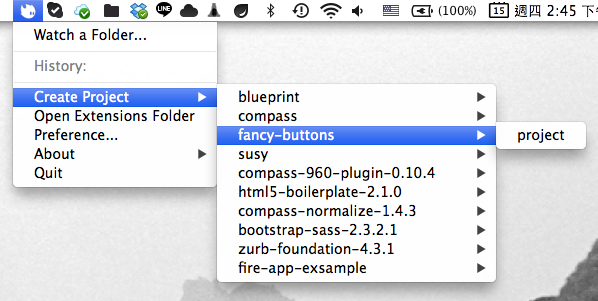 LINE
(100%)
15
週四 2:45 下午
Watch a Folder...
History:
Create Project
Open Extensions Folder
Preference...
About
Quit
blueprint
compass
fancy-buttons
susy
compass-960-plugin-0.10.4
html5-boilerplate-2.1.0
compass-normalize-1.4.3
bootstrap-sass-2.3.2.1
zurb-foundation-4.3.1
fire-app-exsample
project